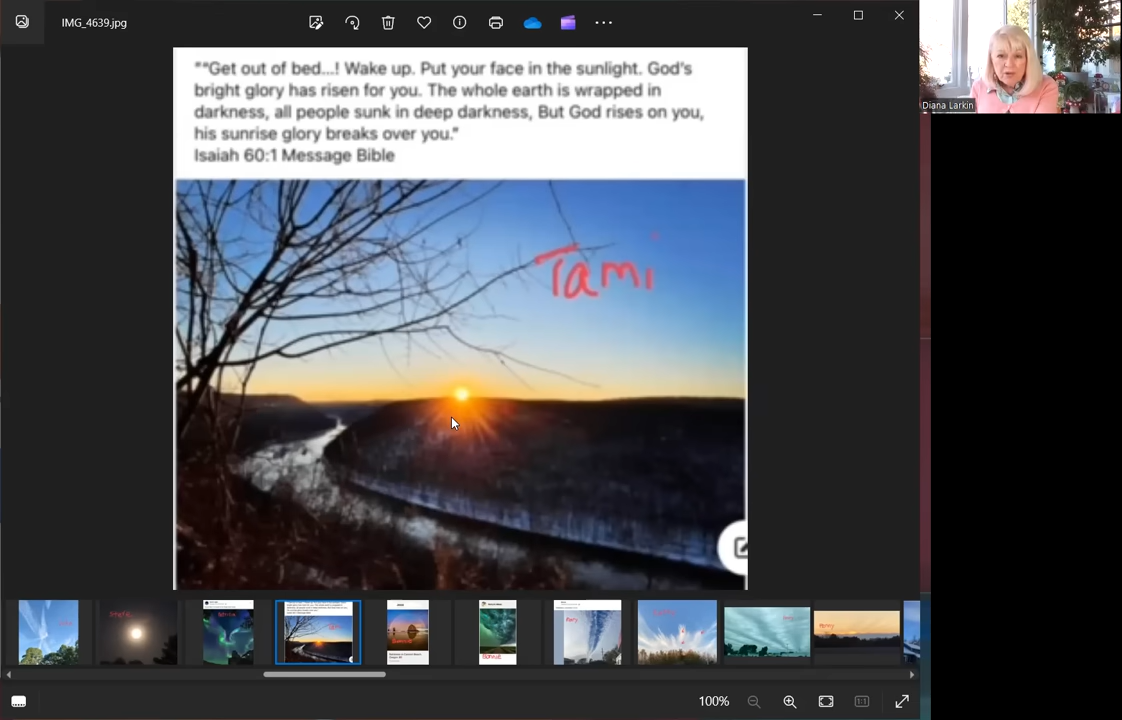 IMG_4639.jpg
""Get out of bed...! Wake up. Put your face in the sunlight. God's
bright glory has risen for you. The whole earth is wrapped in
darkness, all people sunk in deep darkness, But God rises on you,
his sunrise glory breaks over you."
Isaiah 60:1 Message Bible
Tami
Diana Larkin
100%
1:1